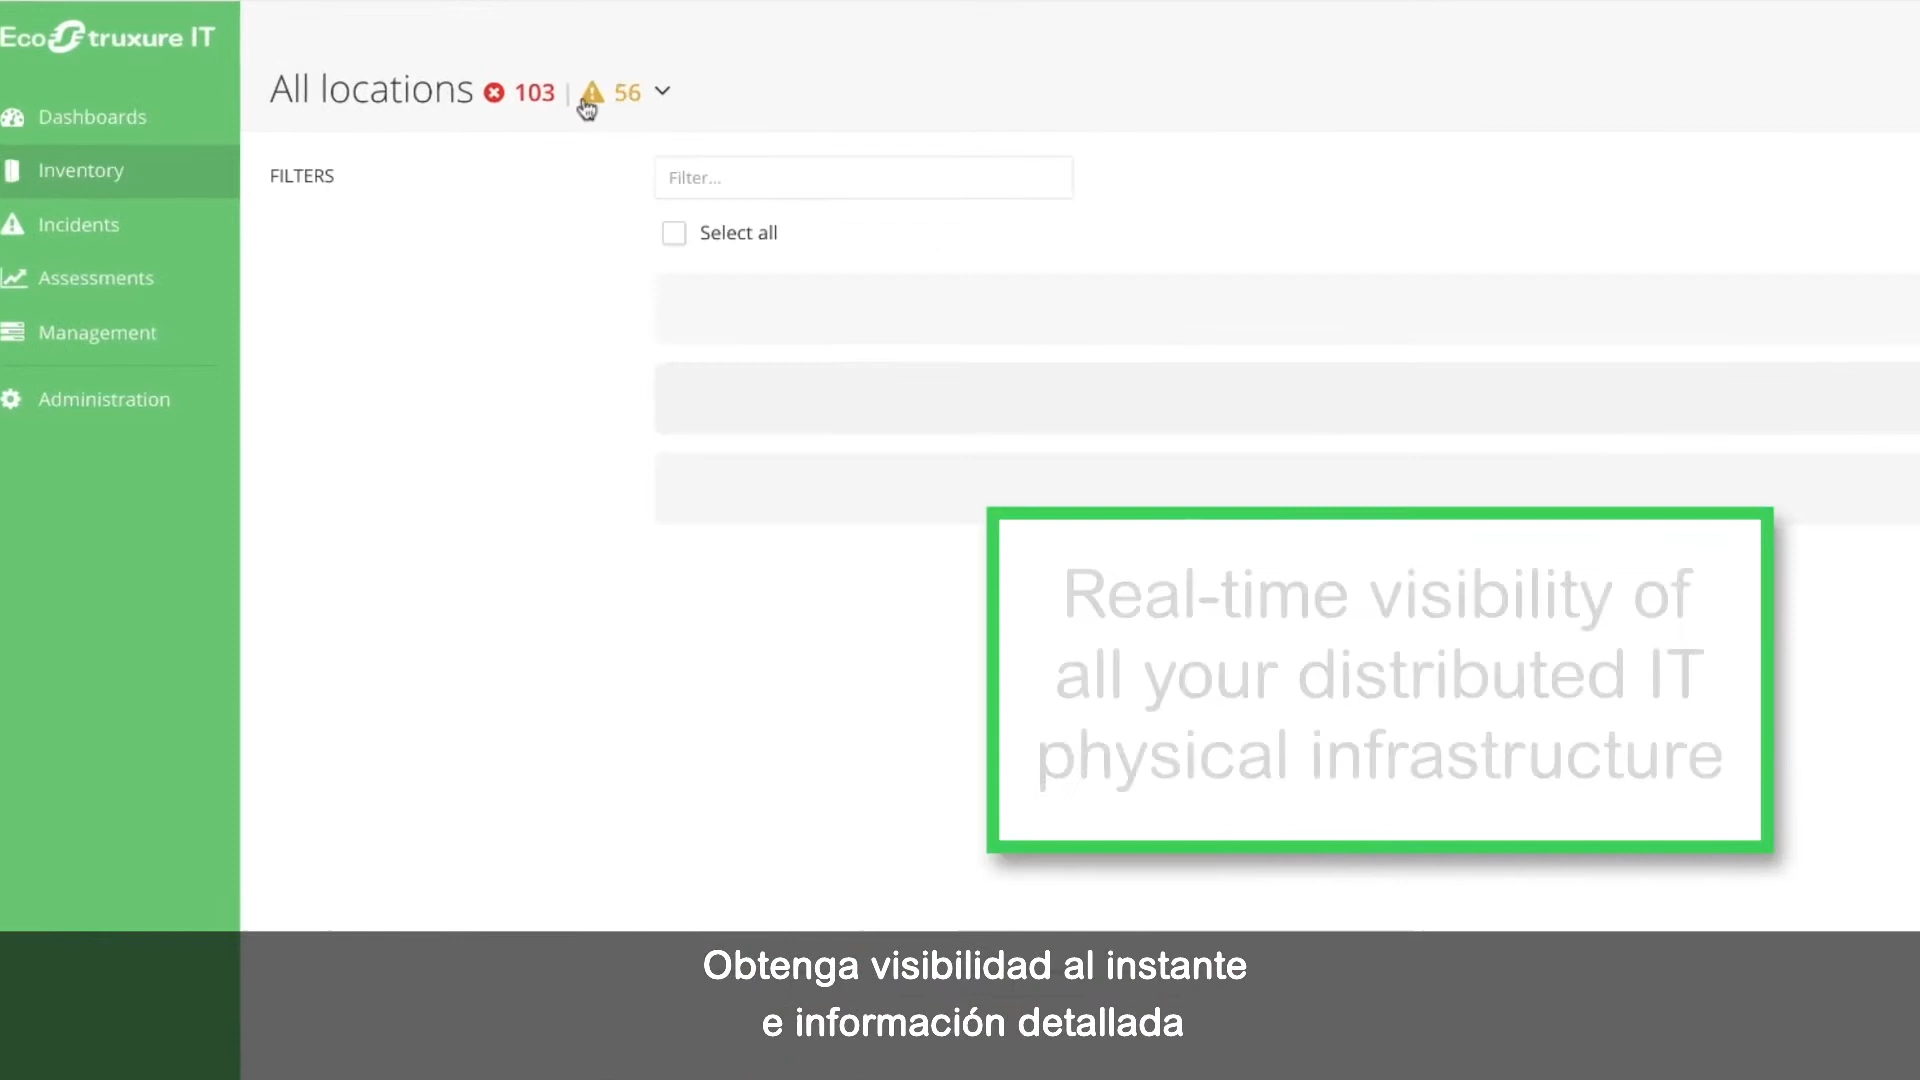 EcoStruxure IT
All locations 103 | 56
Dashboards
Inventory
Incidents
Assessments
Management
Administration
FILTERS
Filter...
Select all
Real-time visibility of
all your distributed IT
physical infrastructure
Obtenga visibilidad al instante
e información detallada